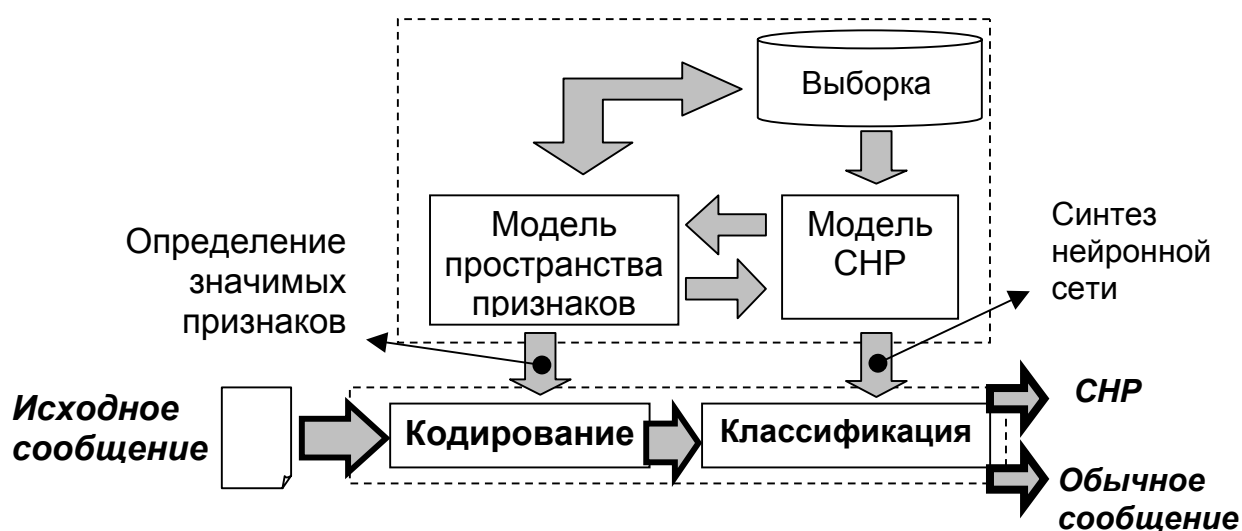 Выборка
Модель
пространства
признаков
Модель
СНР
Определение
значимых
признаков
Синтез
нейронной
сети
Исходное
сообщение
Кодирование
Классификация
СНР
Обычное
сообщение